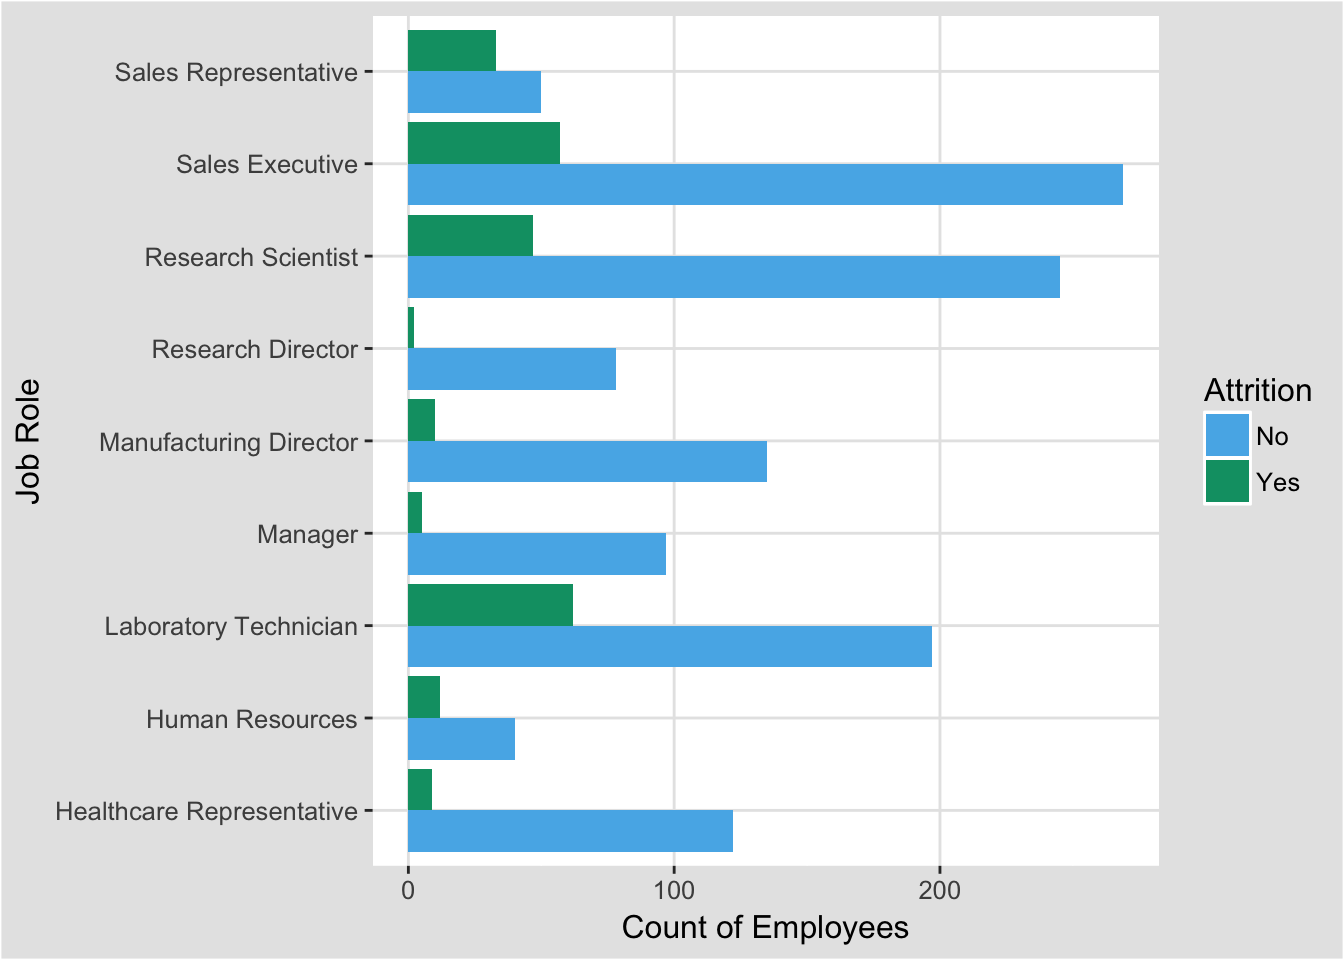 Sales Representative
Sales Executive
Research Scientist
Research Director
Manufacturing Director
Manager
Laboratory Technician
Human Resources
Healthcare Representative
Job Role
0 100 200
Count of Employees
Attrition
No
Yes